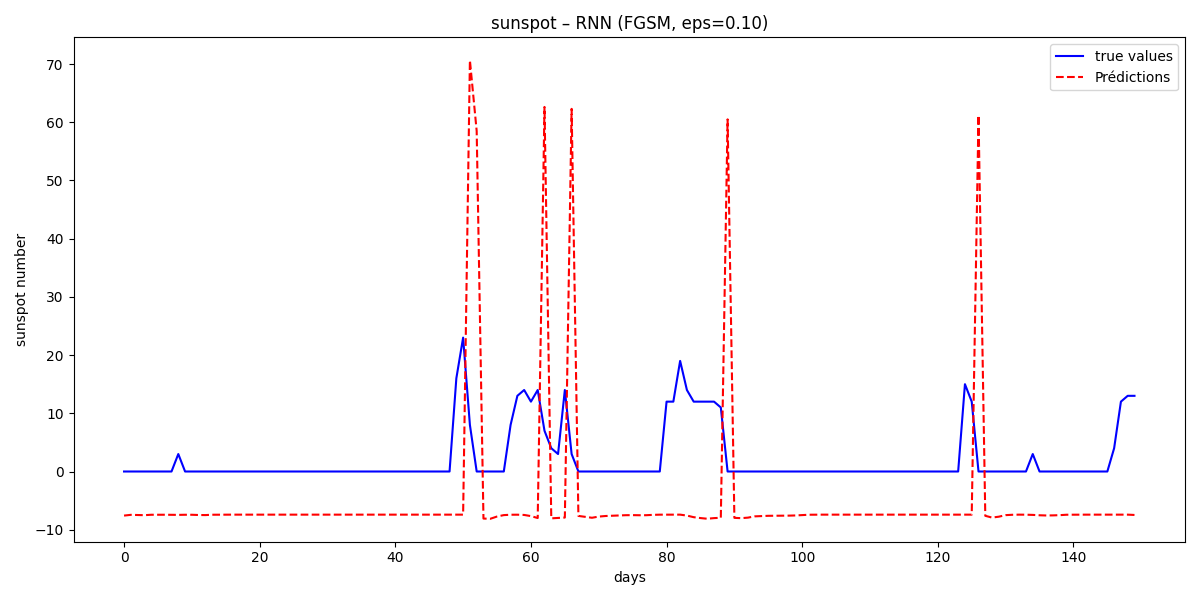 sunspot – RNN (FGSM, eps=0.10)
true values
Prédictions
sunspot number
70
60
50
40
30
20
10
0
−10
0 20 40 60 80 100 120 140
days